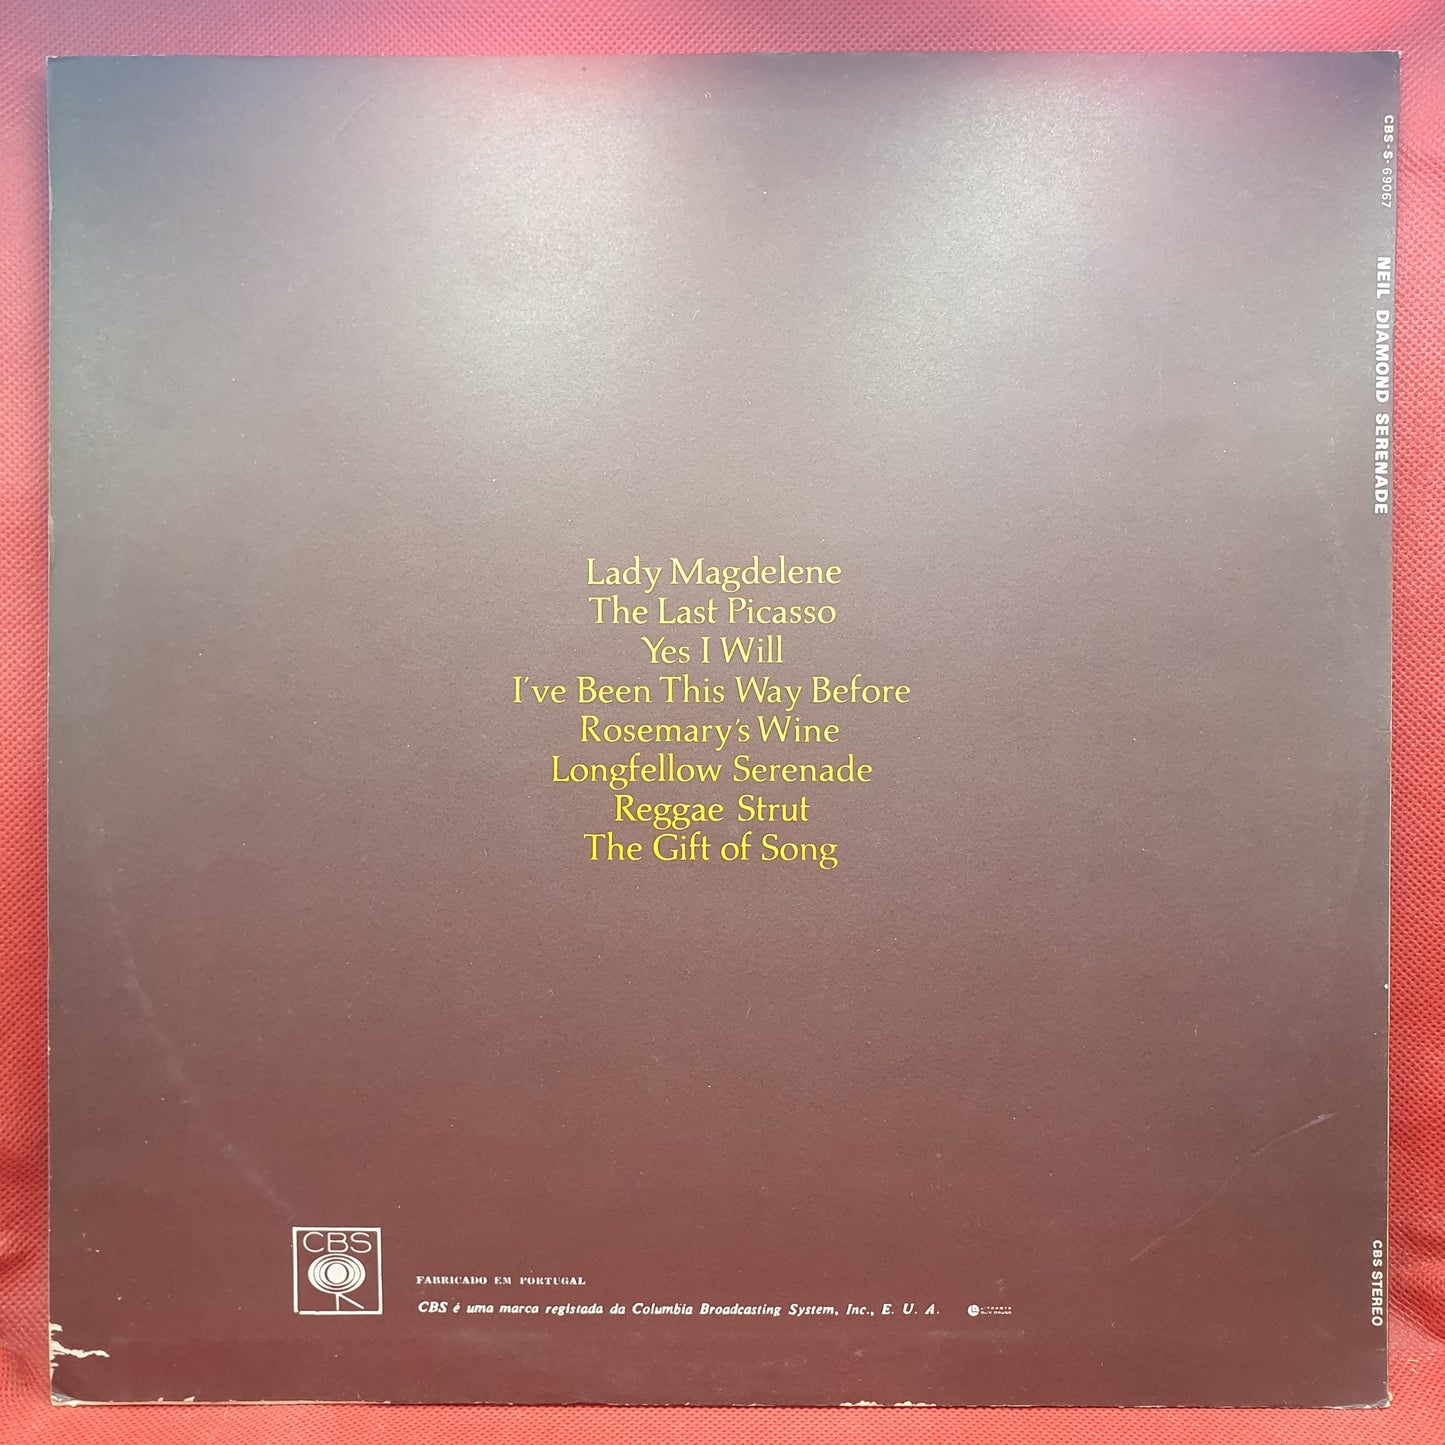 CBS-S-69067 NEIL DIAMOND SERENADE
Lady Magdelene
The Last Picasso
Yes I Will
I've Been This Way Before
Rosemary's Wine
Longfellow Serenade
Reggae Strut
The Gift of Song
CBS
FABRICADO EM PORTUGAL
CBS é uma marca registada da Columbia Broadcasting System, Inc., E. U. A.
CBS STEREO